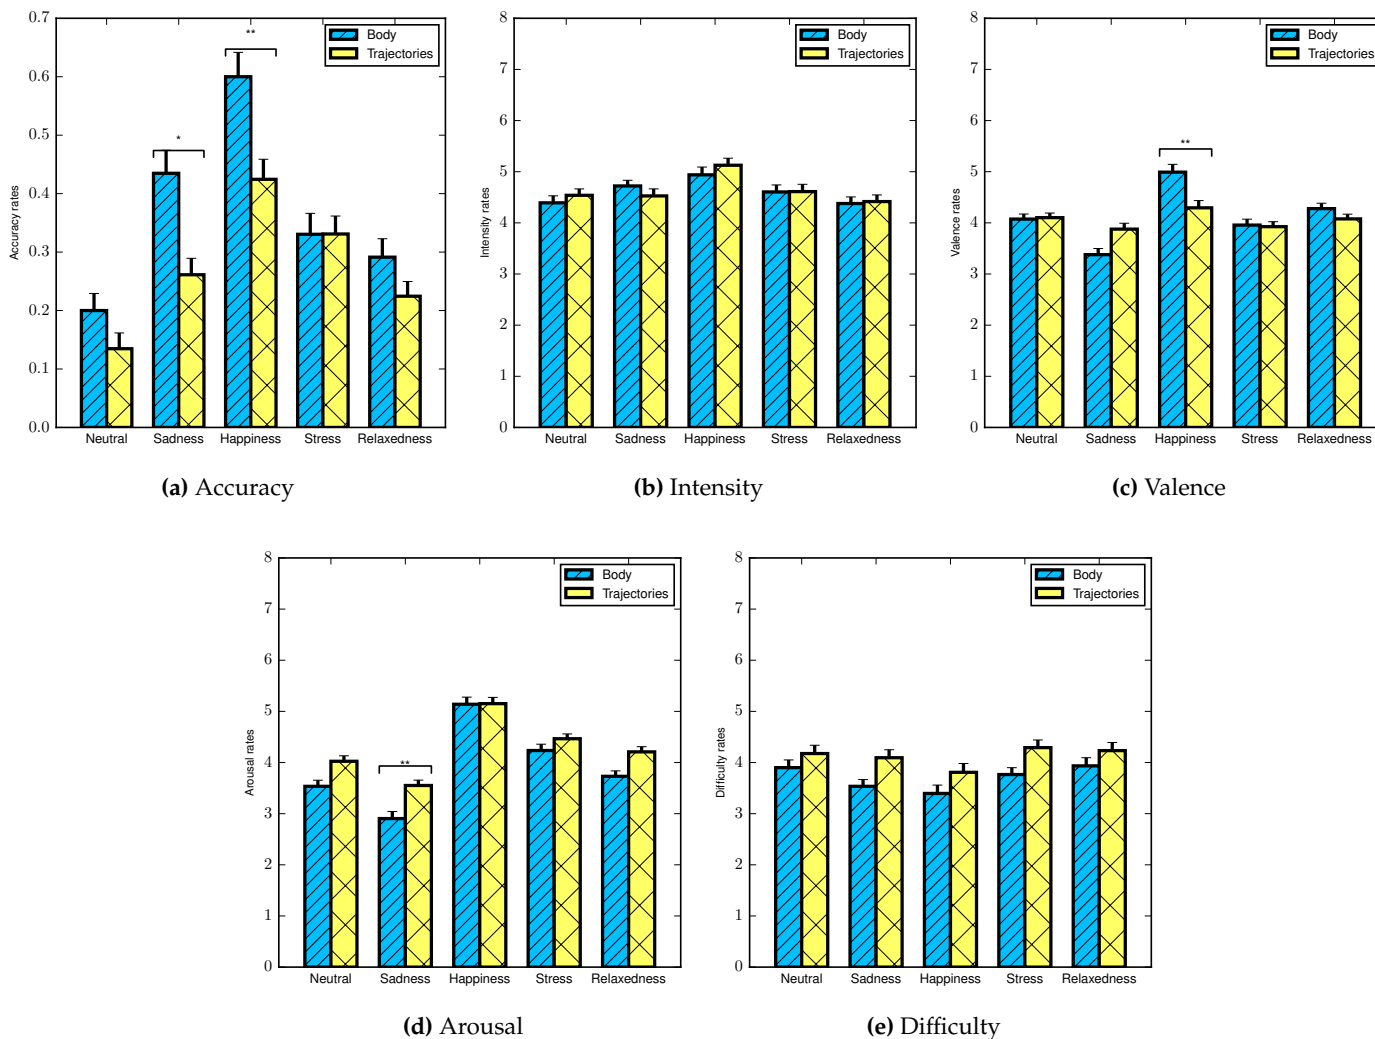 0.7
0.6
0.5
0.4
0.3
0.2
0.1
0.0
Accuracy rates
Body
Trajectories
*
**
Neutral Sadness Happiness Stress Relaxedness
(a) Accuracy
8
7
6
5
4
3
2
1
0
Intensity rates
Body
Trajectories
Neutral Sadness Happiness Stress Relaxedness
(b) Intensity
8
7
6
5
4
3
2
1
0
Valence rates
Body
Trajectories
**
Neutral Sadness Happiness Stress Relaxedness
(c) Valence
8
7
6
5
4
3
2
1
0
Arousal rates
Body
Trajectories
**
Neutral Sadness Happiness Stress Relaxedness
(d) Arousal
8
7
6
5
4
3
2
1
0
Difficulty rates
Body
Trajectories
Neutral Sadness Happiness Stress Relaxedness
(e) Difficulty